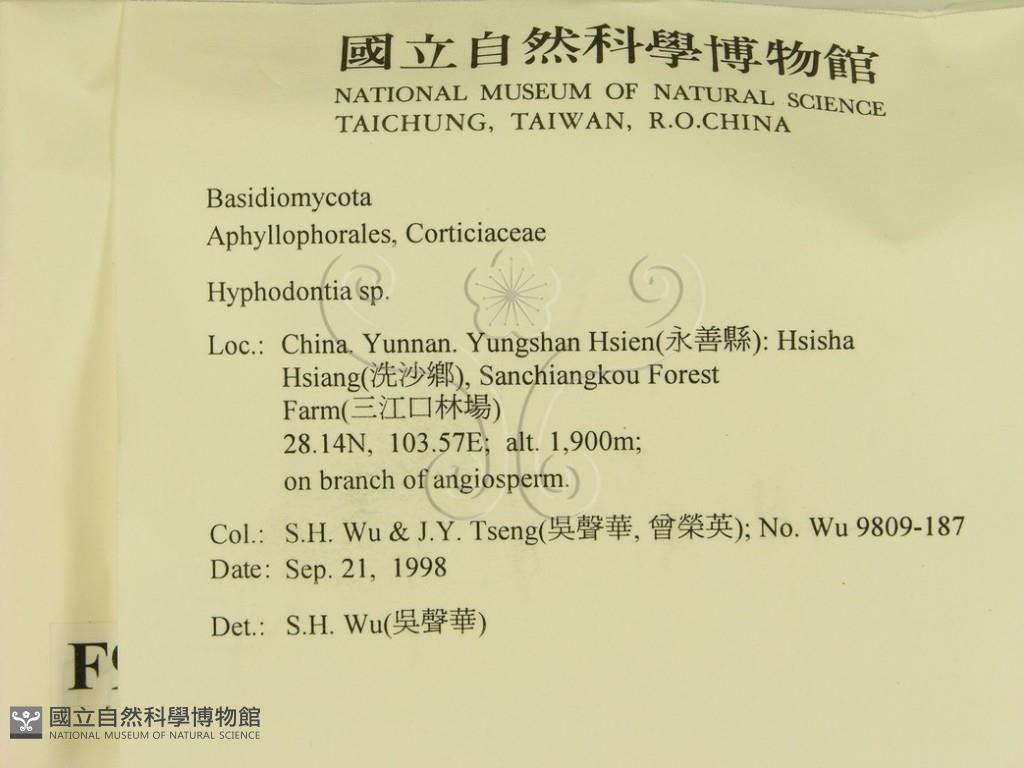 國立自然科學博物館
NATIONAL MUSEUM OF NATURAL SCIENCE
TAICHUNG, TAIWAN, R.O.CHINA
Basidiomycota
Aphyllophorales, Corticiaceae
Hyphodontia sp.
Loc.: China. Yunnan. Yungshan Hsien(永善縣): Hsisha
Hsiang(洗沙鄉), Sanchiangkou Forest
Farm(三江口林場)
28.14N, 103.57E; alt. 1,900m;
on branch of angiosperm.
Col.: S.H. Wu & J.Y. Tseng(吳聲華, 曾榮英); No. Wu 9809-187
Date: Sep. 21, 1998
Det.: S.H. Wu(吳聲華)
國立自然科學博物館
NATIONAL MUSEUM OF NATURAL SCIENCE